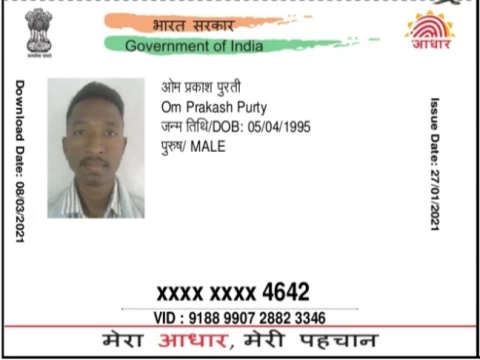 भारत सरकार
Government of India
आधार
Download Date: 08/03/2021
ओम प्रकाश पुरती
Om Prakash Purty
जन्म तिथि/DOB: 05/04/1995
पुरुष/ MALE
Issue Date: 27/01/2021
xxxx xxxx 4642
VID : 9188 9907 2882 3346
मेरा आधार, मेरी पहचान